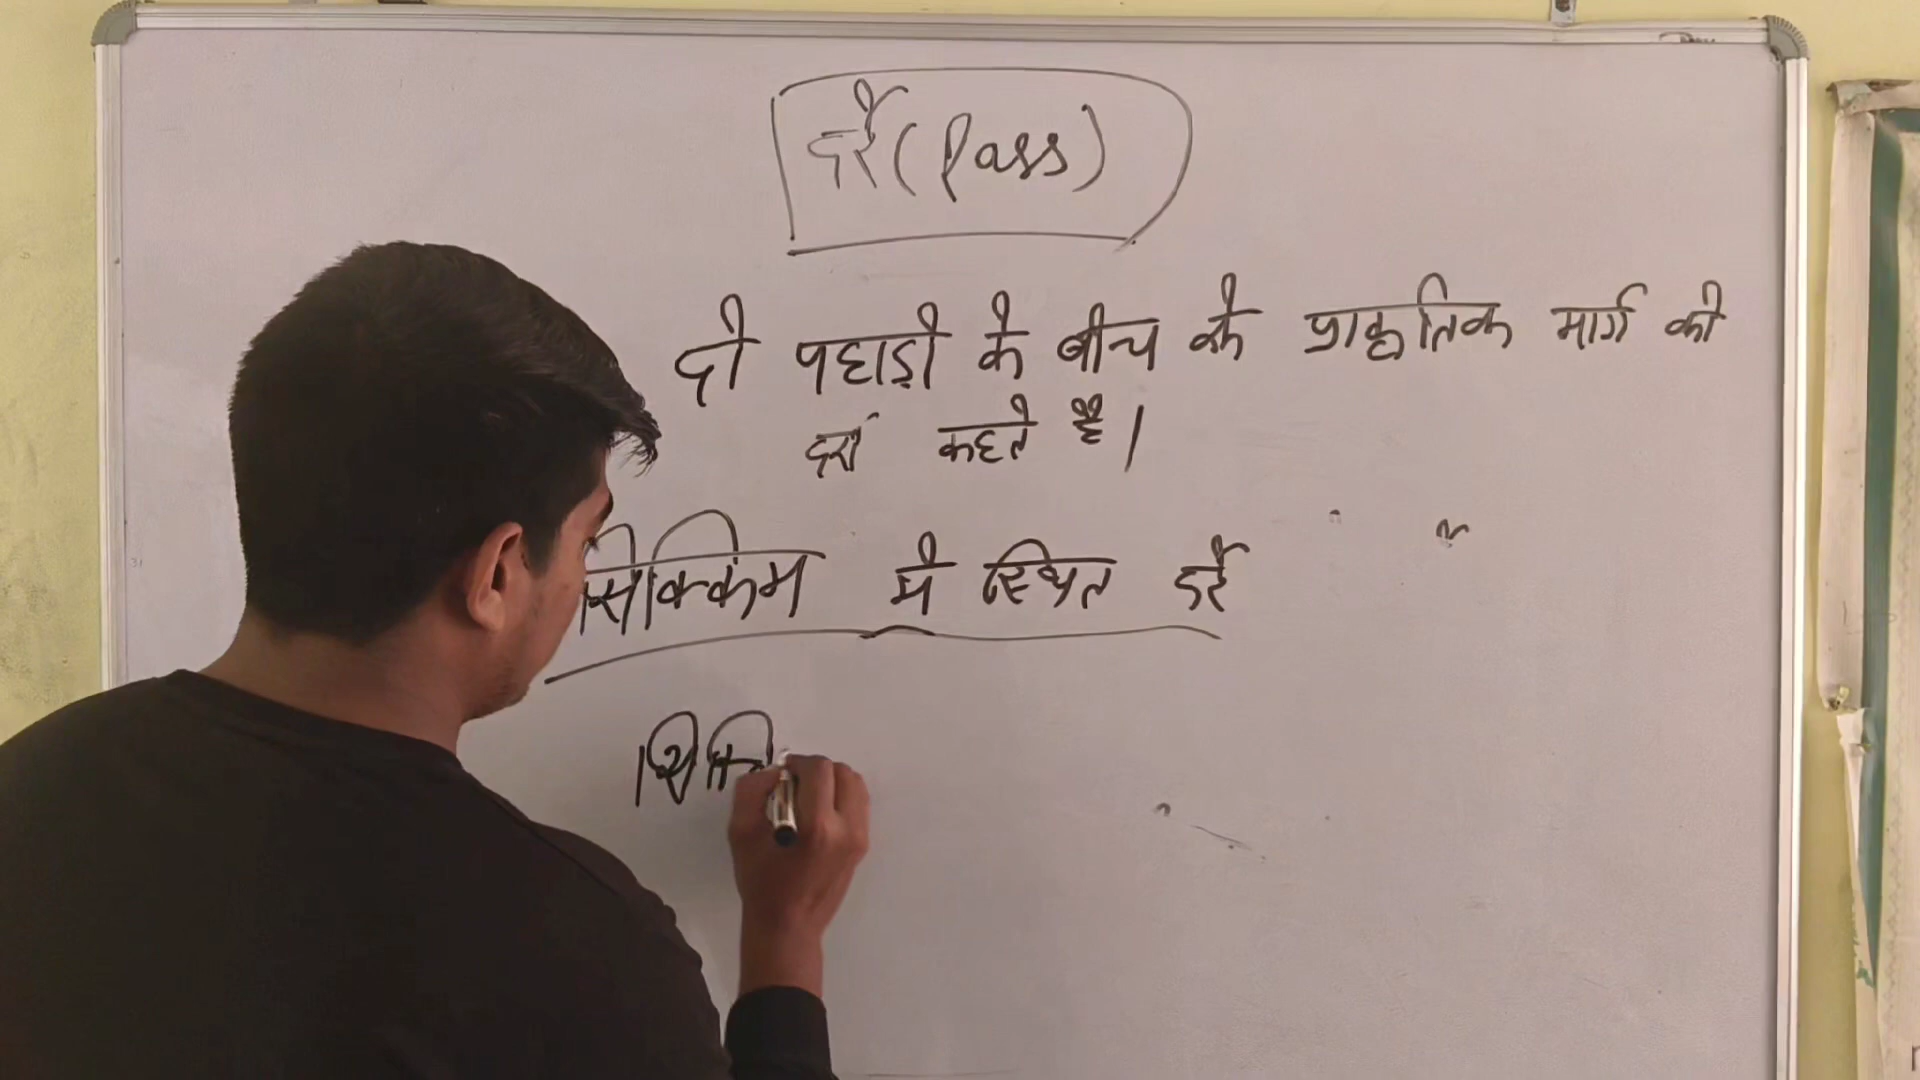 दर्रे (Pass)
दो पहाड़ो के बीच के प्राकृतिक मार्ग को
दर्रा कहते है।
सिक्किम मे स्थित दर्रे